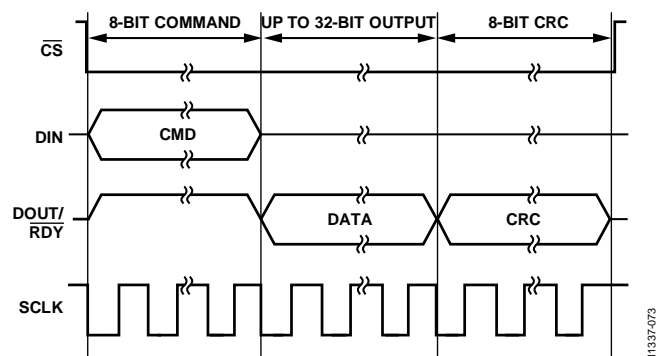 8-BIT COMMAND UP TO 32-BIT OUTPUT 8-BIT CRC
CS
DIN CMD
DOUT/
RDY DATA CRC
SCLK
11337-073